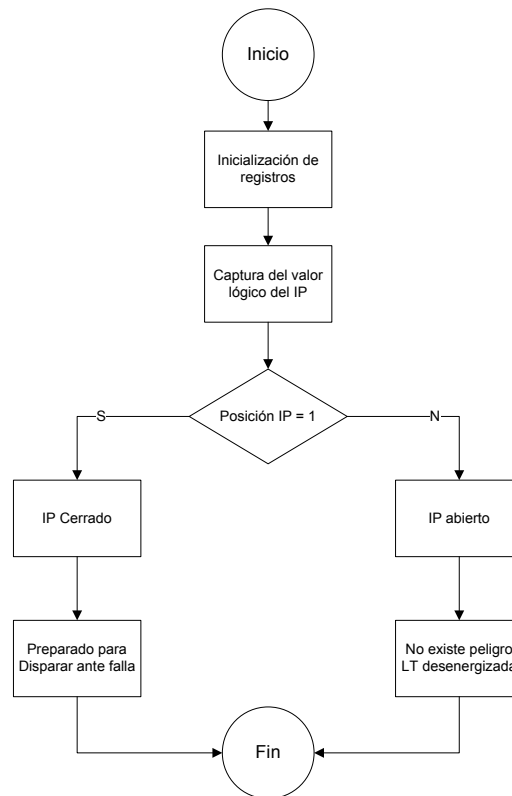 Inicio
Inicialización de
registros
Captura del valor
lógico del IP
Posición IP = 1
S
N
IP Cerrado
IP abierto
Preparado para
Disparar ante falla
No existe peligro
LT desenergizada
Fin